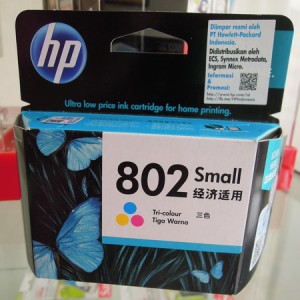 hp
Diimpor resmi oleh
PT Hewlett-Packard
Indonesia.
Didistribusikan oleh
ECS, Synnex Metrodata,
Ingram Micro.
Informasi
&
Promosi
Ultra low price ink cartridge for home printing.
802 Small
经济适用
Tri-colour
Tiga Warna
三色